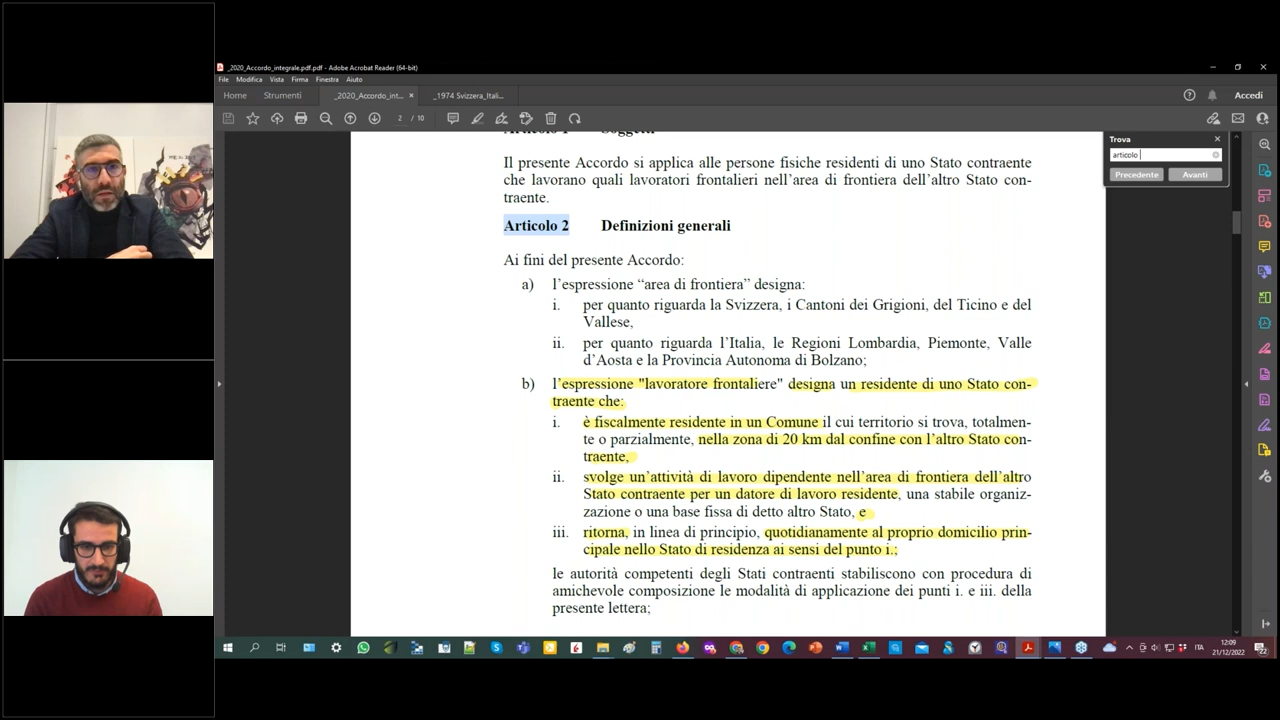 _2020_Accordo_integrale.pdf.pdf - Adobe Acrobat Reader (64-bit)
File Modifica Vista Firma Finestra Aiuto
Home Strumenti _2020_Accordo_int... × _1974 Svizzera_Itali... Accedi
2 / 10
Articolo 1 Soggetti
Il presente Accordo si applica alle persone fisiche residenti di uno Stato contraente
che lavorano quali lavoratori frontalieri nell'area di frontiera dell'altro Stato con-
traente.
Articolo 2 Definizioni generali
Ai fini del presente Accordo:
a) l'espressione “area di frontiera” designa:
i. per quanto riguarda la Svizzera, i Cantoni dei Grigioni, del Ticino e del
Vallese,
ii. per quanto riguarda l'Italia, le Regioni Lombardia, Piemonte, Valle
d'Aosta e la Provincia Autonoma di Bolzano;
b) l'espressione "lavoratore frontaliere" designa un residente di uno Stato con-
traente che:
i. è fiscalmente residente in un Comune il cui territorio si trova, totalmen-
te o parzialmente, nella zona di 20 km dal confine con l'altro Stato con-
traente,
ii. svolge un'attività di lavoro dipendente nell'area di frontiera dell'altro
Stato contraente per un datore di lavoro residente, una stabile organiz-
zazione o una base fissa di detto altro Stato, e
iii. ritorna, in linea di principio, quotidianamente al proprio domicilio prin-
cipale nello Stato di residenza ai sensi del punto i.;
le autorità competenti degli Stati contraenti stabiliscono con procedura di
amichevole composizione le modalità di applicazione dei punti i. e iii. della
presente lettera;
Trova
articolo
Precedente Avanti
ITA
12:09
21/12/2022